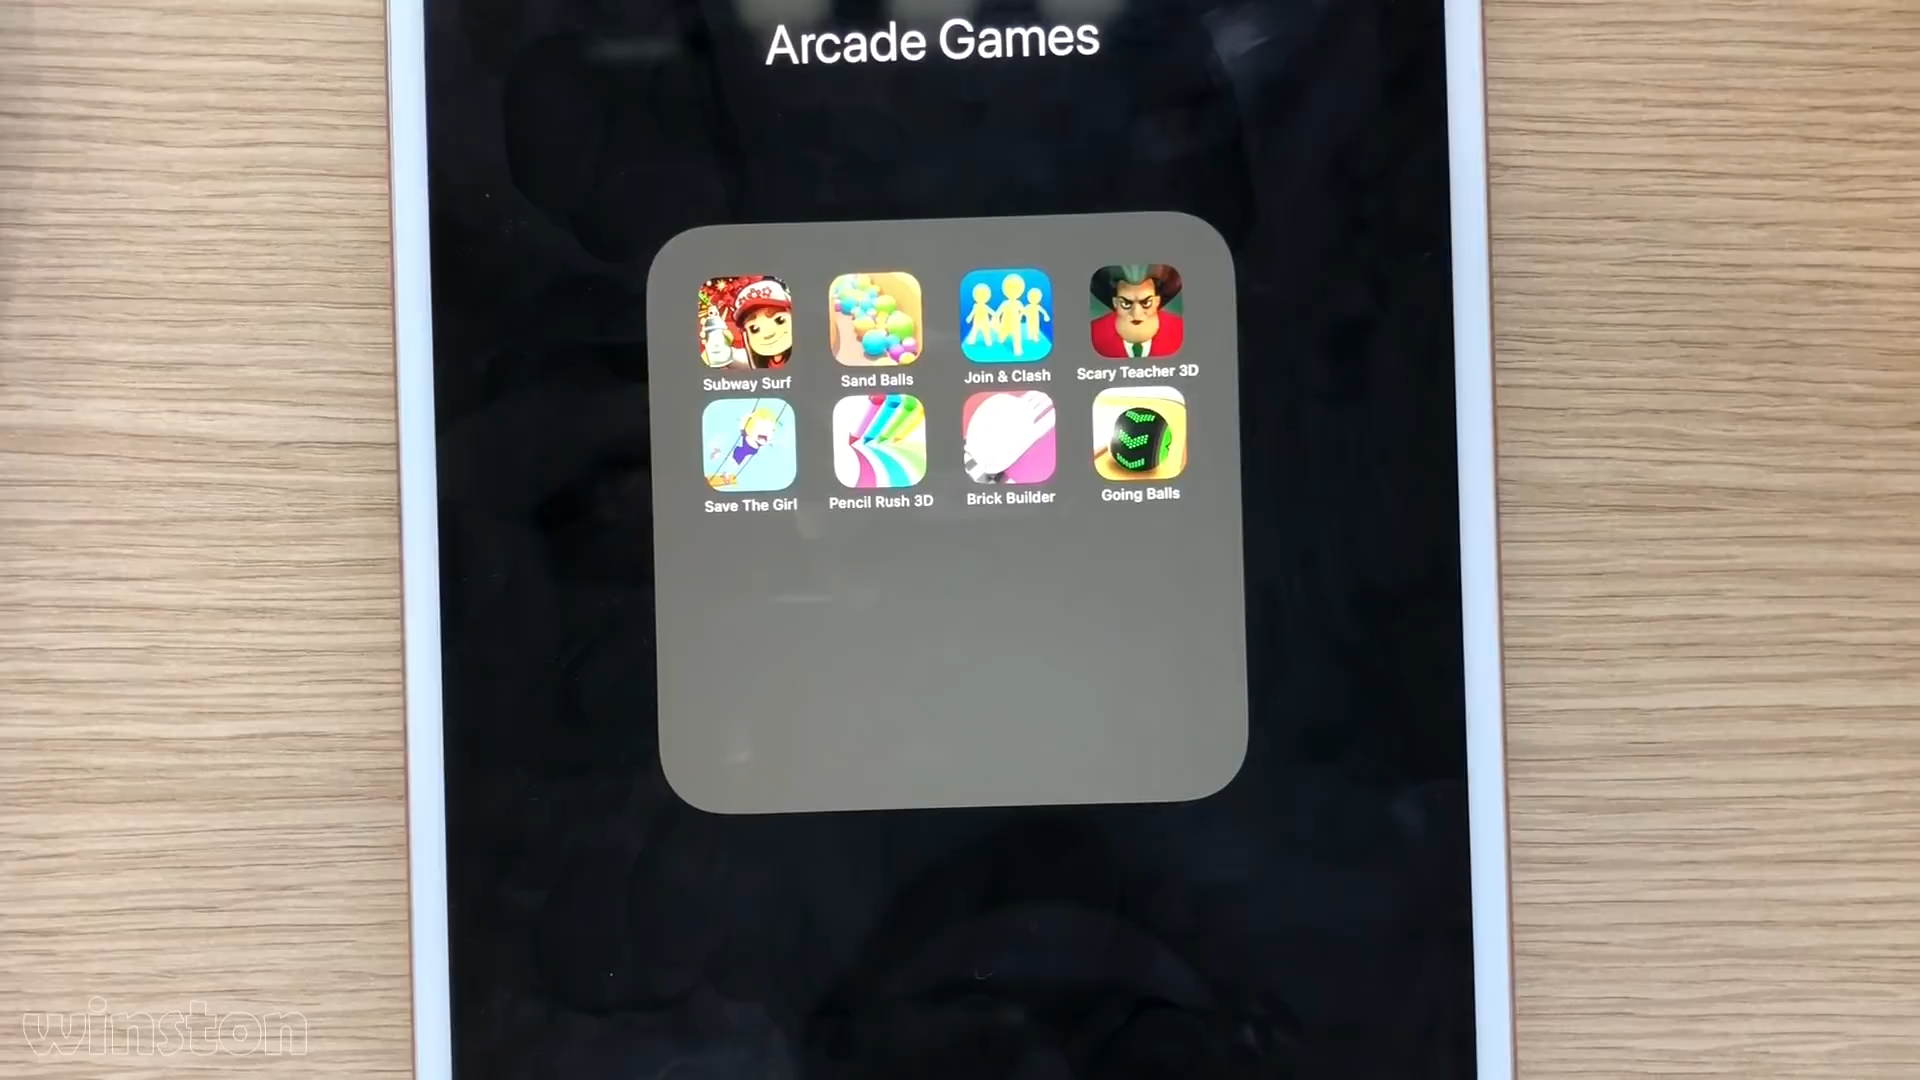 Arcade Games
Subway Surf
Sand Balls
Join & Clash
Scary Teacher 3D
Save The Girl
Pencil Rush 3D
Brick Builder
Going Balls
winston